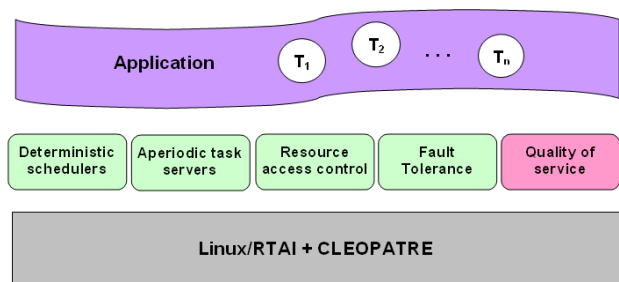 Application T₁ T₂ . . . Tₙ
Deterministic schedulers
Aperiodic task servers
Resource access control
Fault Tolerance
Quality of service
Linux/RTAI + CLEOPATRE